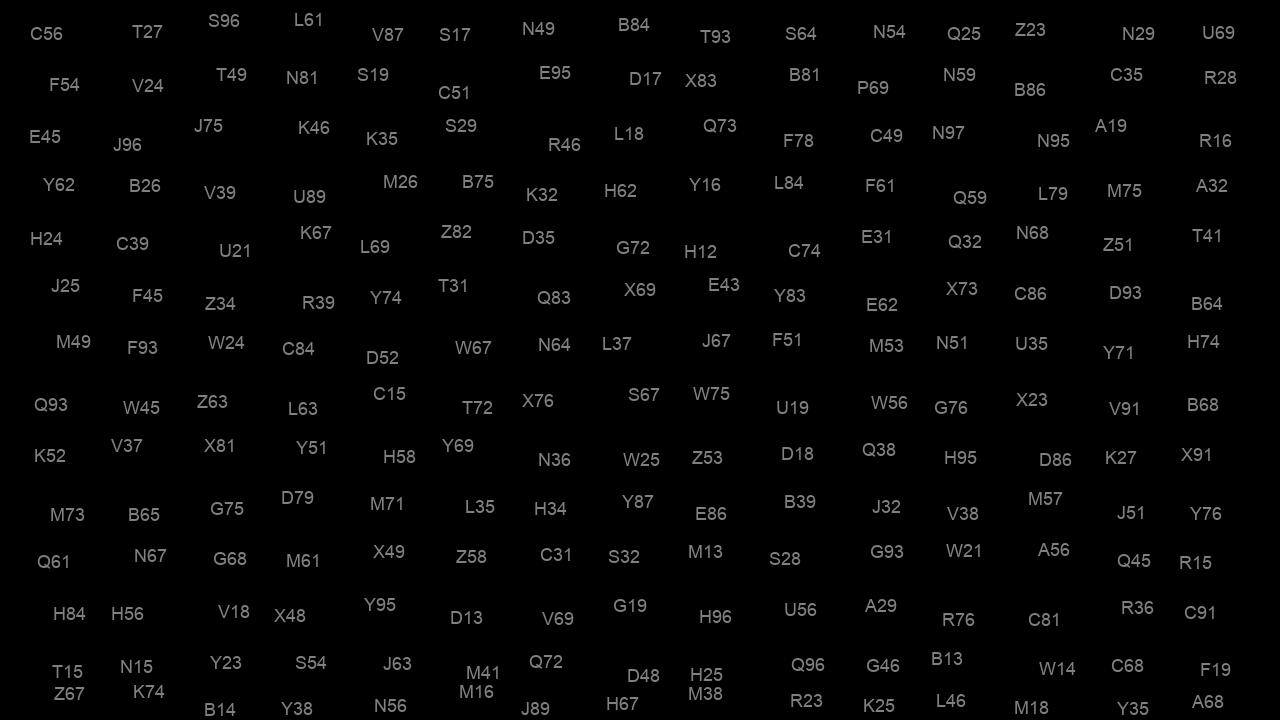 C56 T27 S96 L61 V87 S17 N49 B84 T93 S64 N54 Q25 Z23 N29 U69
F54 V24 T49 N81 S19 C51 E95 D17 X83 B81 P69 N59 B86 C35 R28
E45 J96 J75 K46 K35 S29 R46 L18 Q73 F78 C49 N97 N95 A19 R16
Y62 B26 V39 U89 M26 B75 K32 H62 Y16 L84 F61 Q59 L79 M75 A32
H24 C39 U21 K67 L69 Z82 D35 G72 H12 C74 E31 Q32 N68 Z51 T41
J25 F45 Z34 R39 Y74 T31 Q83 X69 E43 Y83 E62 X73 C86 D93 B64
M49 F93 W24 C84 D52 W67 N64 L37 J67 F51 M53 N51 U35 Y71 H74
Q93 W45 Z63 L63 C15 T72 X76 S67 W75 U19 W56 G76 X23 V91 B68
K52 V37 X81 Y51 H58 Y69 N36 W25 Z53 D18 Q38 H95 D86 K27 X91
M73 B65 G75 D79 M71 L35 H34 Y87 E86 B39 J32 V38 M57 J51 Y76
Q61 N67 G68 M61 X49 Z58 C31 S32 M13 S28 G93 W21 A56 Q45 R15
H84 H56 V18 X48 Y95 D13 V69 G19 H96 U56 A29 R76 C81 R36 C91
T15 N15 Y23 S54 J63 M41 Q72 D48 H25 Q96 G46 B13 W14 C68 F19
Z67 K74 B14 Y38 N56 M16 J89 H67 M38 R23 K25 L46 M18 Y35 A68